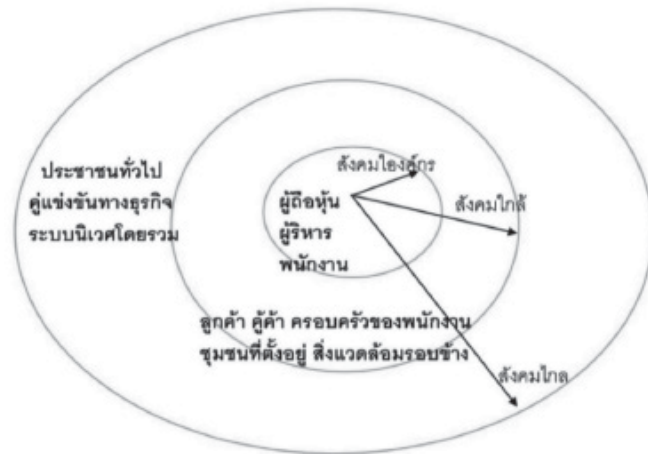 สังคมใองค์กร
ประชาชนทั่วไป
คู่แข่งขันทางธุรกิจ
ระบบนิเวศโดยรวม
ผู้ถือหุ้น
ผู้ริหาร
พนักงาน
สังคมใกล้
ลูกค้า คู้ค้า ครอบครัวของพนักงาน
ชุมชนที่ตั้งอยู่ สิ่งแวดล้อมรอบข้าง
สังคมไกล